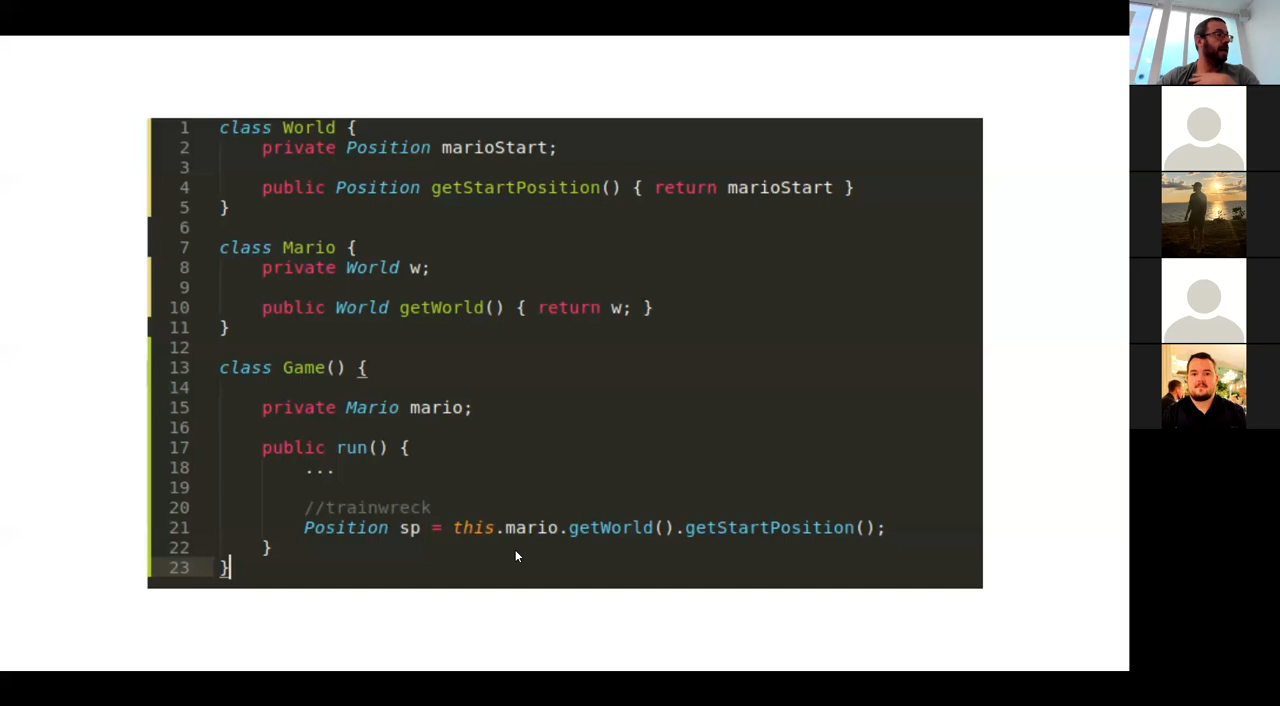 1 class World {
2 private Position marioStart;
3
4 public Position getStartPosition() { return marioStart }
5 }
6
7 class Mario {
8 private World w;
9
10 public World getWorld() { return w; }
11 }
12
13 class Game() {
14
15 private Mario mario;
16
17 public run() {
18 ...
19
20 //trainwreck
21 Position sp = this.mario.getWorld().getStartPosition();
22 }
23 }